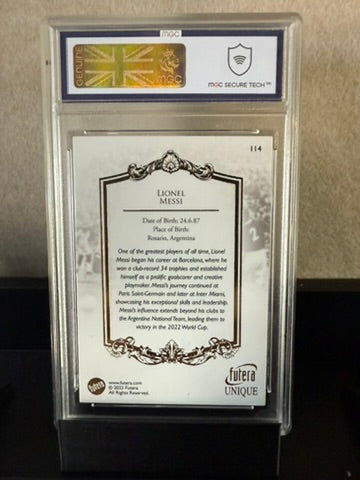 MGC
GENUINE
MGC
MGC SECURE TECH™
114
LIONEL
MESSI
Date of Birth: 24.6.87
Place of Birth:
Rosario, Argentina
One of the greatest players of all time, Lionel
Messi began his career at Barcelona, where he
won a club-record 34 trophies and established
himself as a prolific goalscorer and creative
playmaker. Messi's journey continued at
Paris Saint-Germain and later at Inter Miami,
showcasing his exceptional skills and leadership.
Messi's influence extends beyond his clubs to
the Argentine National Team, leading them to
victory in the 2022 World Cup.
futera
www.futera.com
© 2023 Futera
All Rights Reserved.
futera
UNIQUE
2